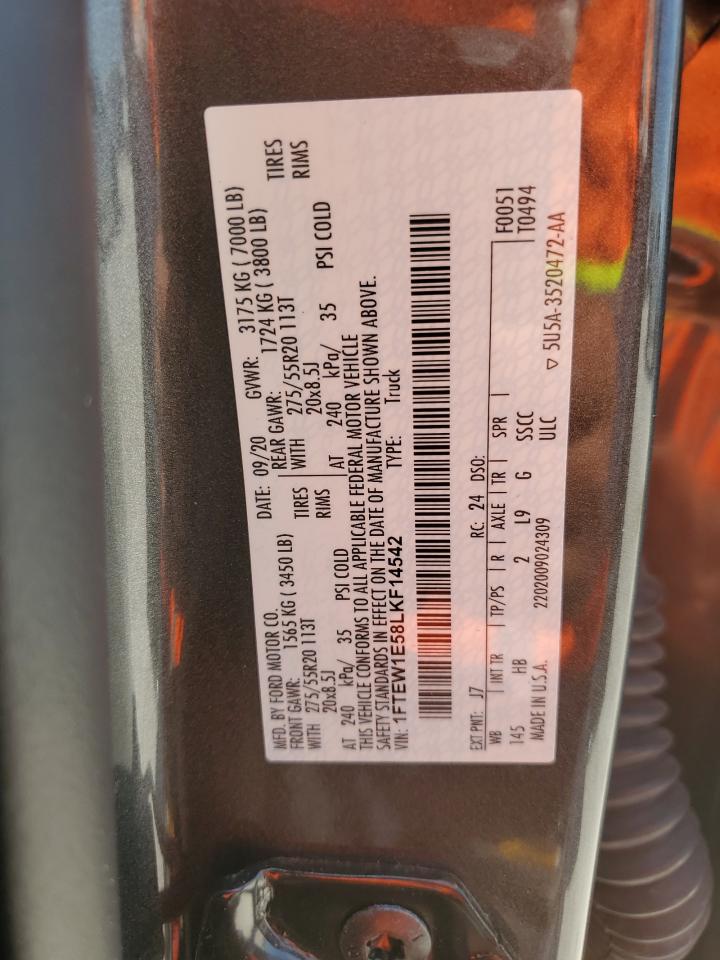 MFD. BY FORD MOTOR CO. DATE: 09/20 GVWR: 3175 KG ( 7000 LB)
FRONT GAWR: 1565 KG ( 3450 LB) REAR GAWR: 1724 KG ( 3800 LB)
WITH 275/55R20 113T TIRES WITH 275/55R20 113T TIRES
20x8.5J RIMS 20x8.5J RIMS
AT 240 kPa/ 35 PSI COLD AT 240 kPa/ 35 PSI COLD
THIS VEHICLE CONFORMS TO ALL APPLICABLE FEDERAL MOTOR VEHICLE
SAFETY STANDARDS IN EFFECT ON THE DATE OF MANUFACTURE SHOWN ABOVE.
VIN: 1FTEW1E58LKF14542 TYPE: Truck
EXT PNT: J7 RC: 24 DSO: F0051
WB INT TR TP/PS R AXLE TR SPR T0494
145 HB 2 L9 G SSCC
MADE IN U.S.A. 2202009024309 ULC ▽ 5U5A-3520472-AA